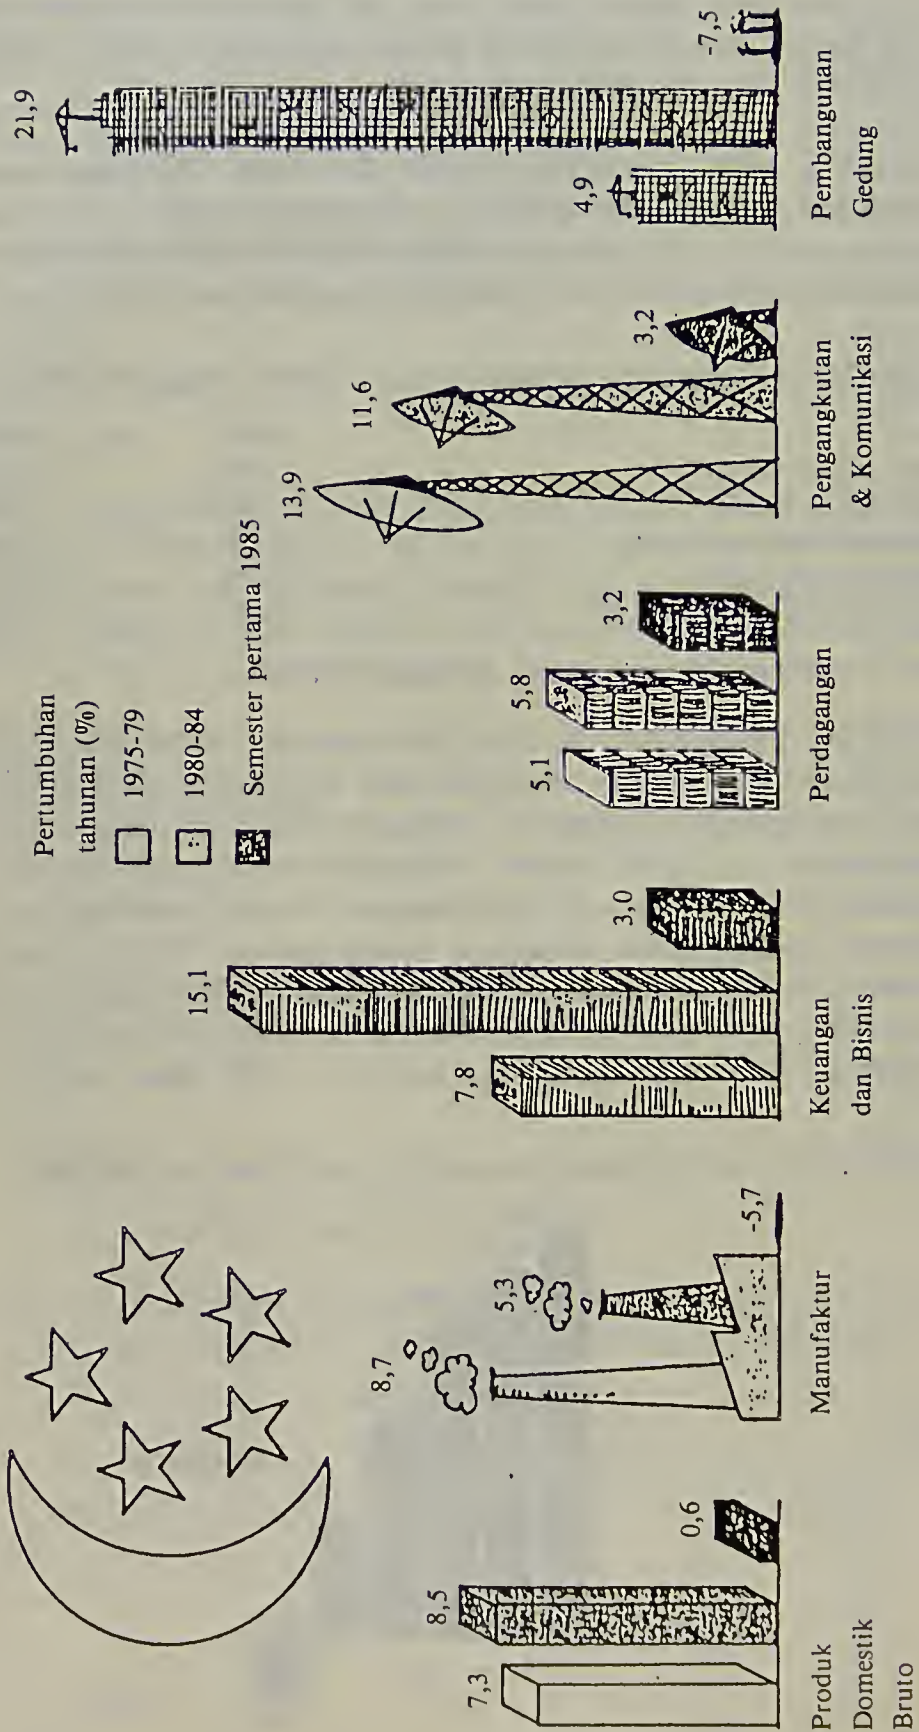 Pertumbuhan
tahunan (%)
1975-79
1980-84
Semester pertama 1985
7,3
8,5
0,6
Produk
Domestik
Bruto
8,7
5,3
-5,7
Manufaktur
7,8
15,1
3,0
Keuangan
dan Bisnis
5,1
5,8
3,2
Perdagangan
13,9
11,6
3,2
Pengangkutan
& Komunikasi
4,9
21,9
-7,5
Pembangunan
Gedung